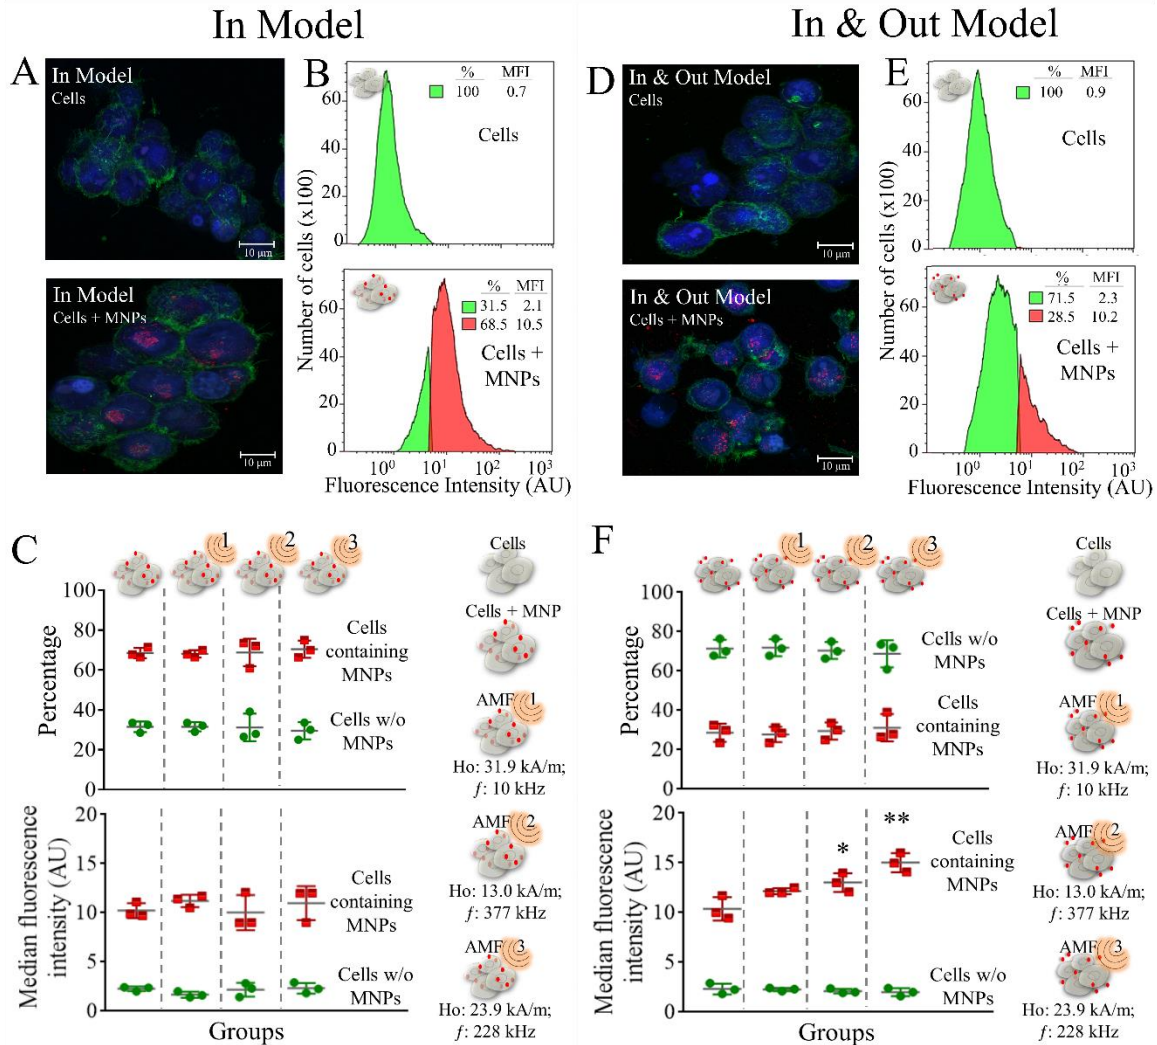 In Model
In & Out Model
A
In Model
Cells
10 µm
In Model
Cells + MNPs
10 µm
B
Number of cells (x100)
60
40
20
0
% MFI
100 0.7
Cells
60
40
20
0
% MFI
31.5 2.1
68.5 10.5
Cells +
MNPs
10⁰ 10¹ 10² 10³
Fluorescence Intensity (AU)
D
In & Out Model
Cells
10 µm
In & Out Model
Cells + MNPs
10 µm
E
Number of cells (x100)
60
40
20
0
% MFI
100 0.9
Cells
60
40
20
0
% MFI
71.5 2.3
28.5 10.2
Cells +
MNPs
10⁰ 10¹ 10² 10³
Fluorescence Intensity (AU)
C
1
2
3
Percentage
100
80
60
40
20
0
Cells
containing
MNPs
Cells w/o
MNPs
Median fluorescence
intensity (AU)
20
15
10
5
0
Cells
containing
MNPs
Cells w/o
MNPs
Groups
Cells
Cells + MNP
AMF 1
Ho: 31.9 kA/m;
f: 10 kHz
AMF 2
Ho: 13.0 kA/m;
f: 377 kHz
AMF 3
Ho: 23.9 kA/m;
f: 228 kHz
F
1
2
3
Percentage
100
80
60
40
20
0
Cells w/o
MNPs
Cells
containing
MNPs
Median fluorescence
intensity (AU)
20
15
10
5
0
*
**
Cells
containing
MNPs
Cells w/o
MNPs
Groups
Cells
Cells + MNP
AMF 1
Ho: 31.9 kA/m;
f: 10 kHz
AMF 2
Ho: 13.0 kA/m;
f: 377 kHz
AMF 3
Ho: 23.9 kA/m;
f: 228 kHz